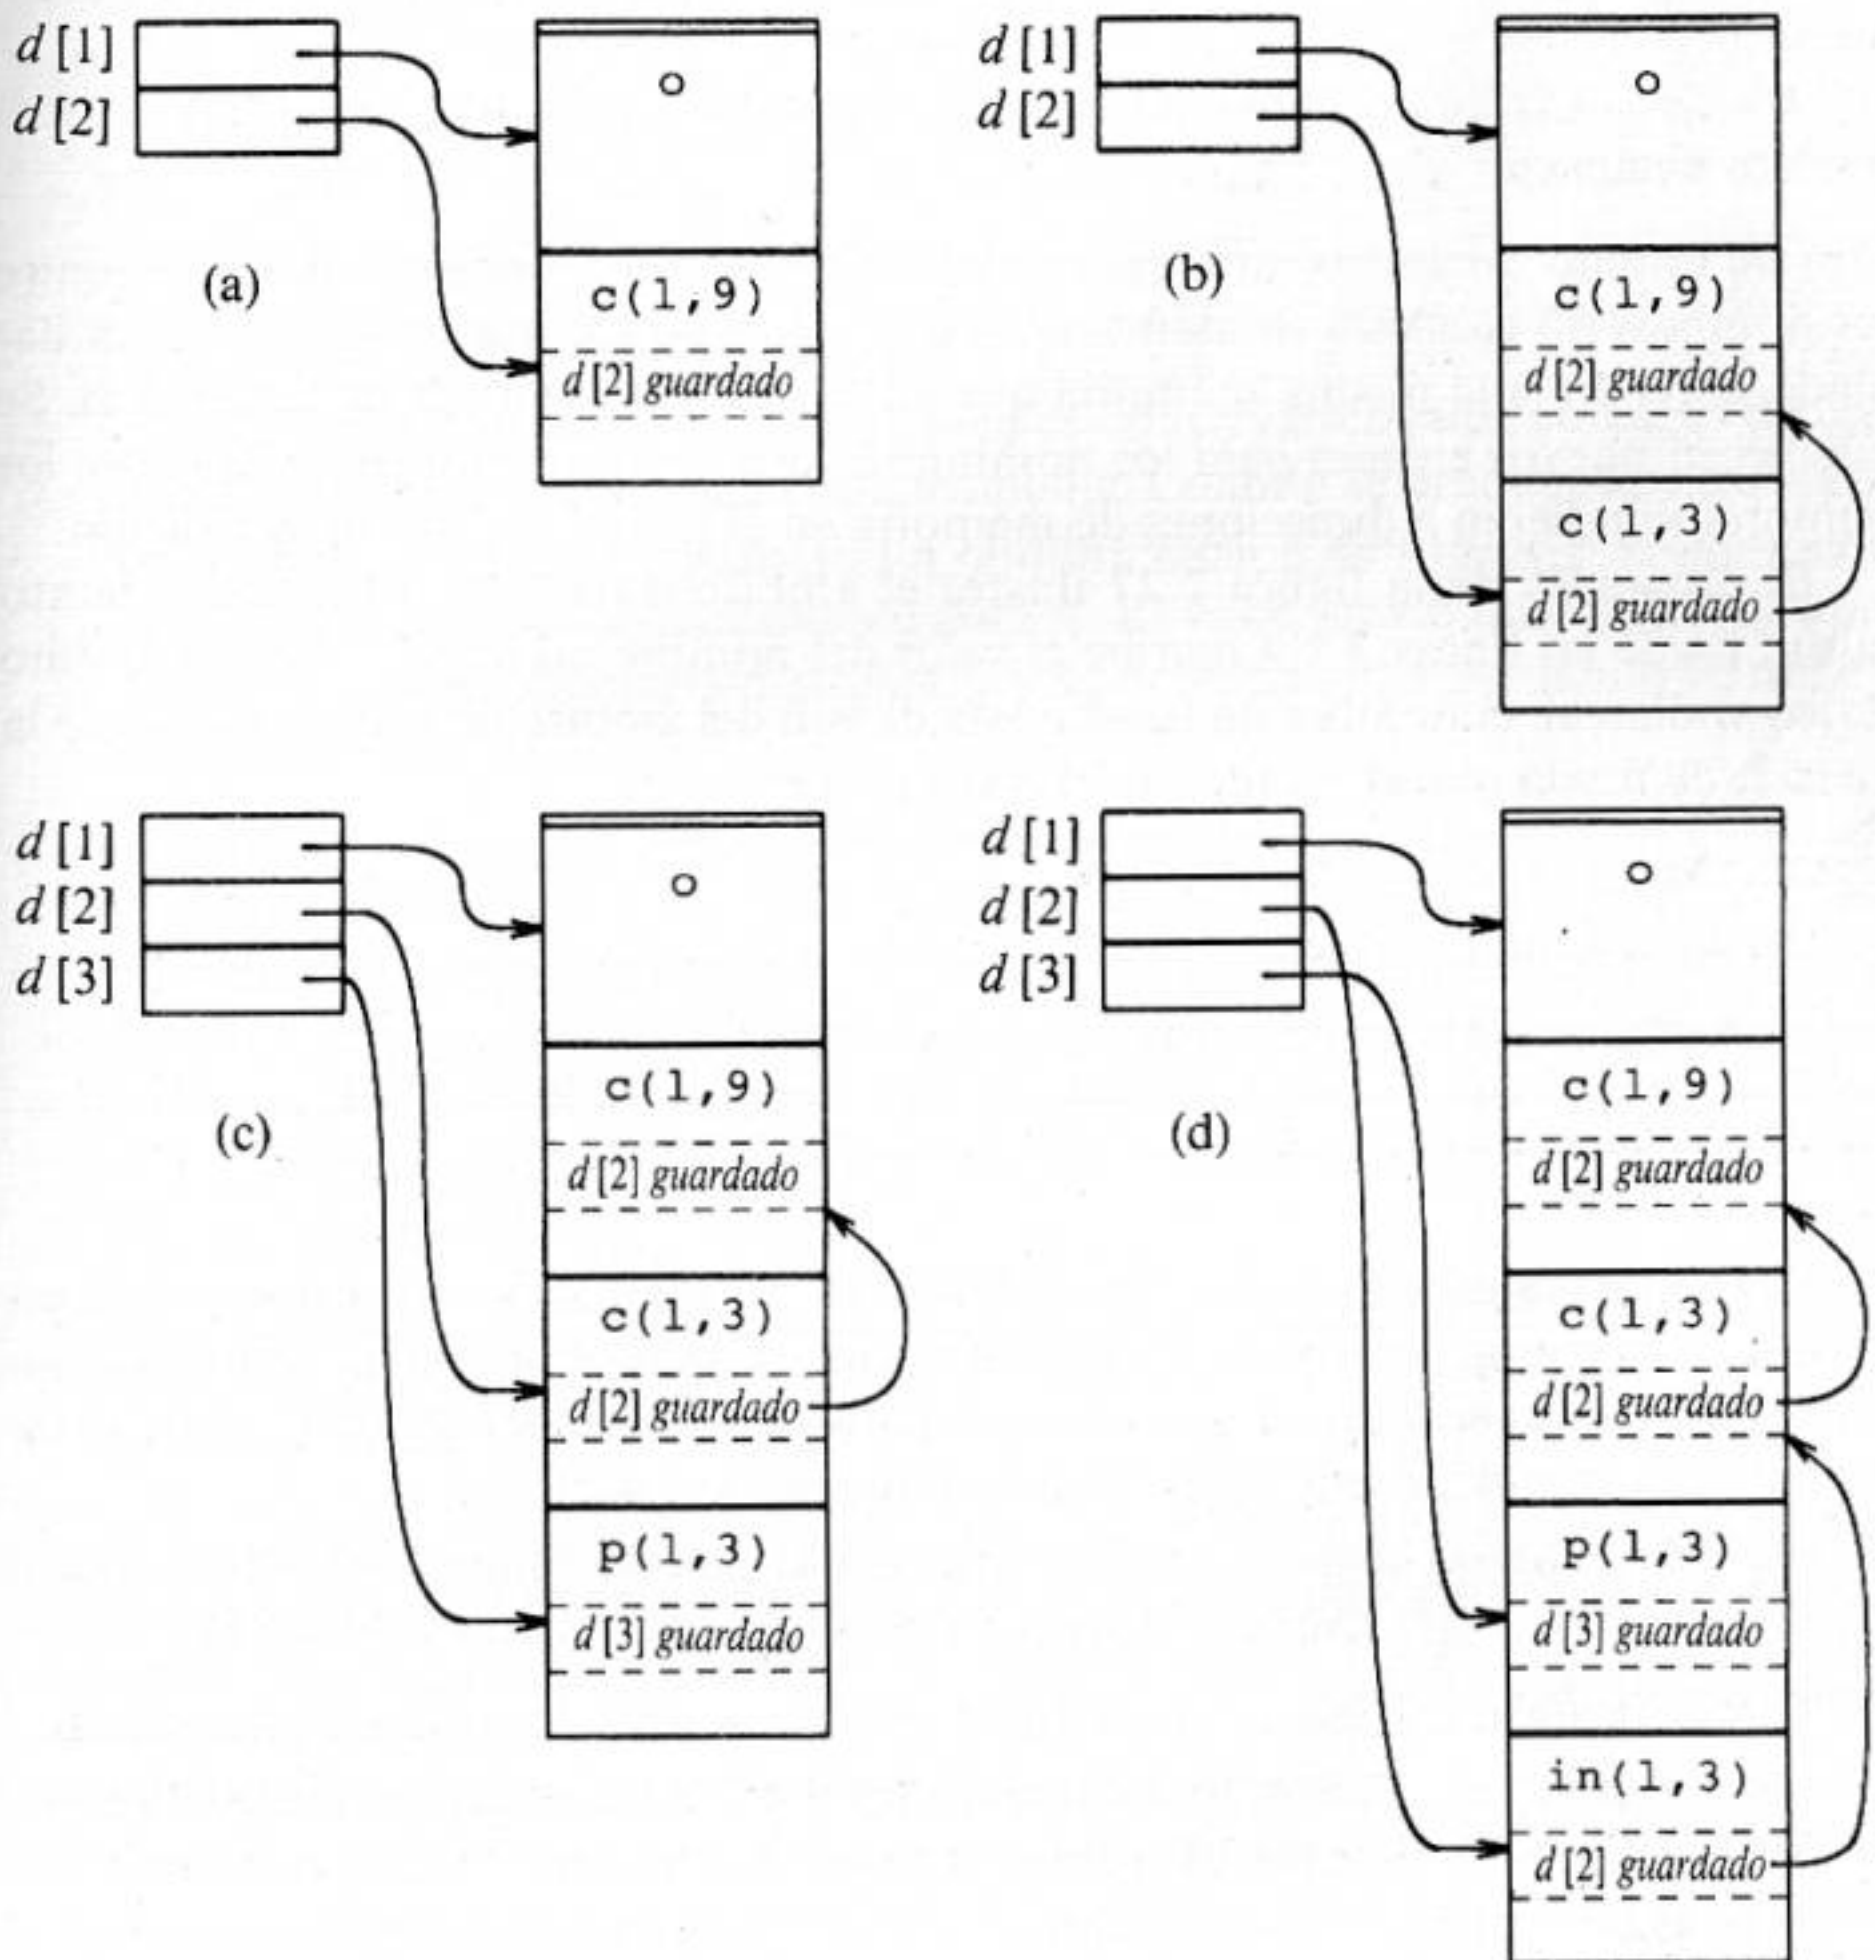 d [1]
d [2]
o
(a)
c(1,9)
d [2] guardado
d [1]
d [2]
o
(b)
c(1,9)
d [2] guardado
c(1,3)
d [2] guardado
d [1]
d [2]
d [3]
o
(c)
c(1,9)
d [2] guardado
c(1,3)
d [2] guardado
p(1,3)
d [3] guardado
d [1]
d [2]
d [3]
o
(d)
c(1,9)
d [2] guardado
c(1,3)
d [2] guardado
p(1,3)
d [3] guardado
in(1,3)
d [2] guardado